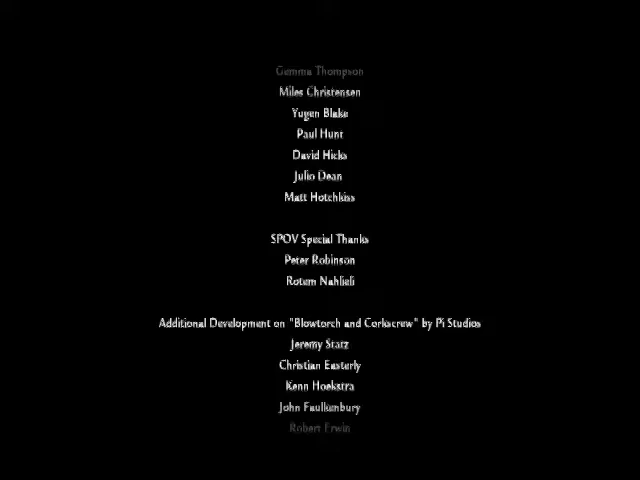 Gemma Thompson
Miles Christensen
Yugen Blake
Paul Hunt
David Hicks
Julio Dean
Matt Hotchkiss
SPOV Special Thanks
Peter Robinson
Rotem Nahlieli
Additional Development on "Blowtorch and Corkscrew" by Pi Studios
Jeremy Statz
Christian Easterly
Kenn Hoekstra
John Faulkenbury
Robert Erwin